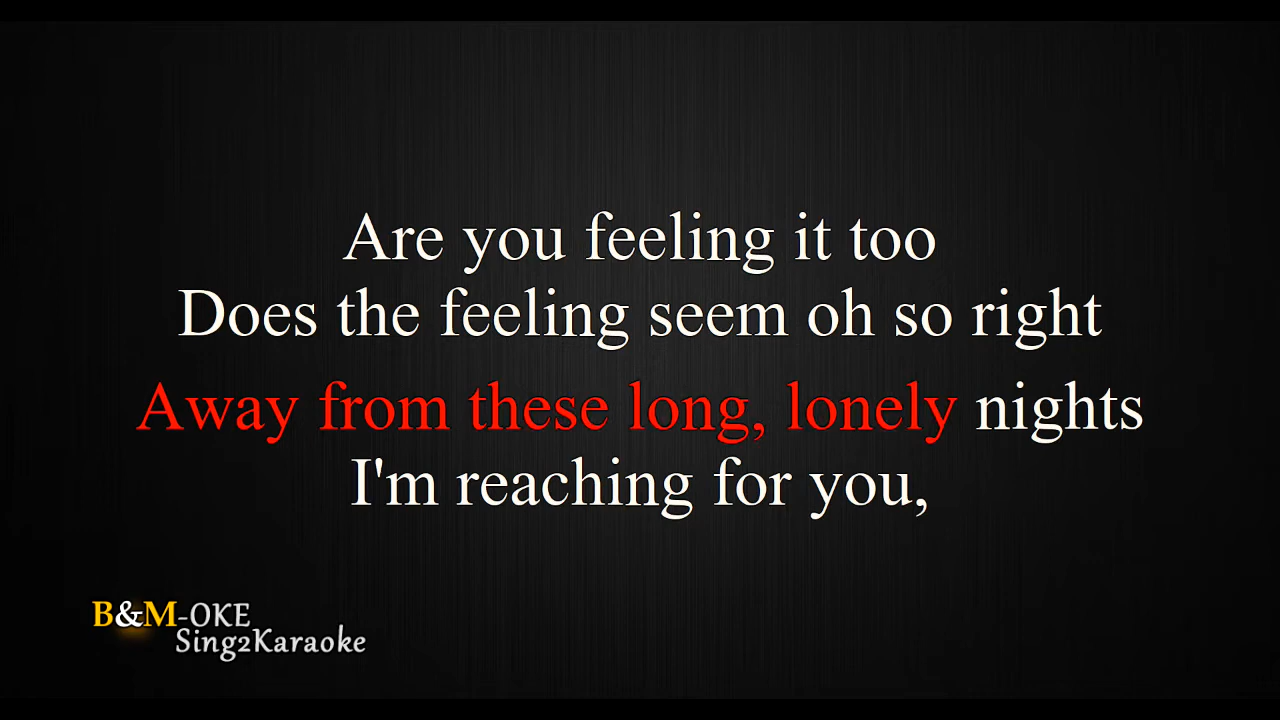 Are you feeling it too
Does the feeling seem oh so right
Away from these long, lonely nights
I'm reaching for you,
B&M-OKE
Sing2Karaoke